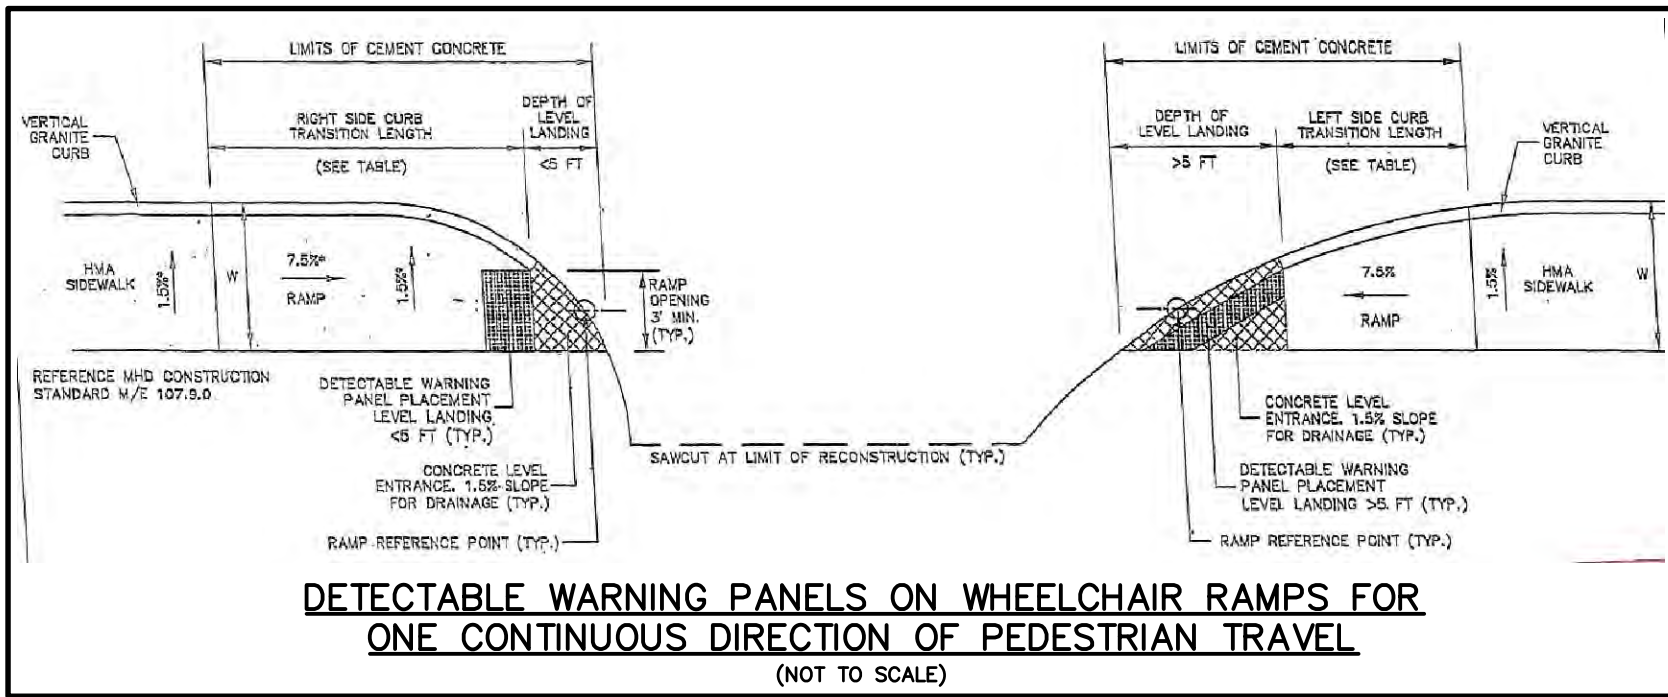 LIMITS OF CEMENT CONCRETE
RIGHT SIDE CURB
TRANSITION LENGTH
(SEE TABLE)
DEPTH OF
LEVEL
LANDING
<5 FT
VERTICAL
GRANITE
CURB
HMA
SIDEWALK
1.5%*
W
7.5%*
RAMP
1.5%*
RAMP
OPENING
3' MIN.
(TYP.)
REFERENCE MHD CONSTRUCTION
STANDARD M/E 107.9.0
DETECTABLE WARNING
PANEL PLACEMENT
LEVEL LANDING
<5 FT (TYP.)
CONCRETE LEVEL
ENTRANCE. 1.5% SLOPE
FOR DRAINAGE (TYP.)
RAMP REFERENCE POINT (TYP.)
SAWCUT AT LIMIT OF RECONSTRUCTION (TYP.)
LIMITS OF CEMENT CONCRETE
DEPTH OF
LEVEL LANDING
>5 FT
LEFT SIDE CURB
TRANSITION LENGTH
(SEE TABLE)
VERTICAL
GRANITE
CURB
7.5%
RAMP
1.5%
HMA
SIDEWALK
W
CONCRETE LEVEL
ENTRANCE. 1.5% SLOPE
FOR DRAINAGE (TYP.)
DETECTABLE WARNING
PANEL PLACEMENT
LEVEL LANDING >5 FT (TYP.)
RAMP REFERENCE POINT (TYP.)
DETECTABLE WARNING PANELS ON WHEELCHAIR RAMPS FOR
ONE CONTINUOUS DIRECTION OF PEDESTRIAN TRAVEL
(NOT TO SCALE)